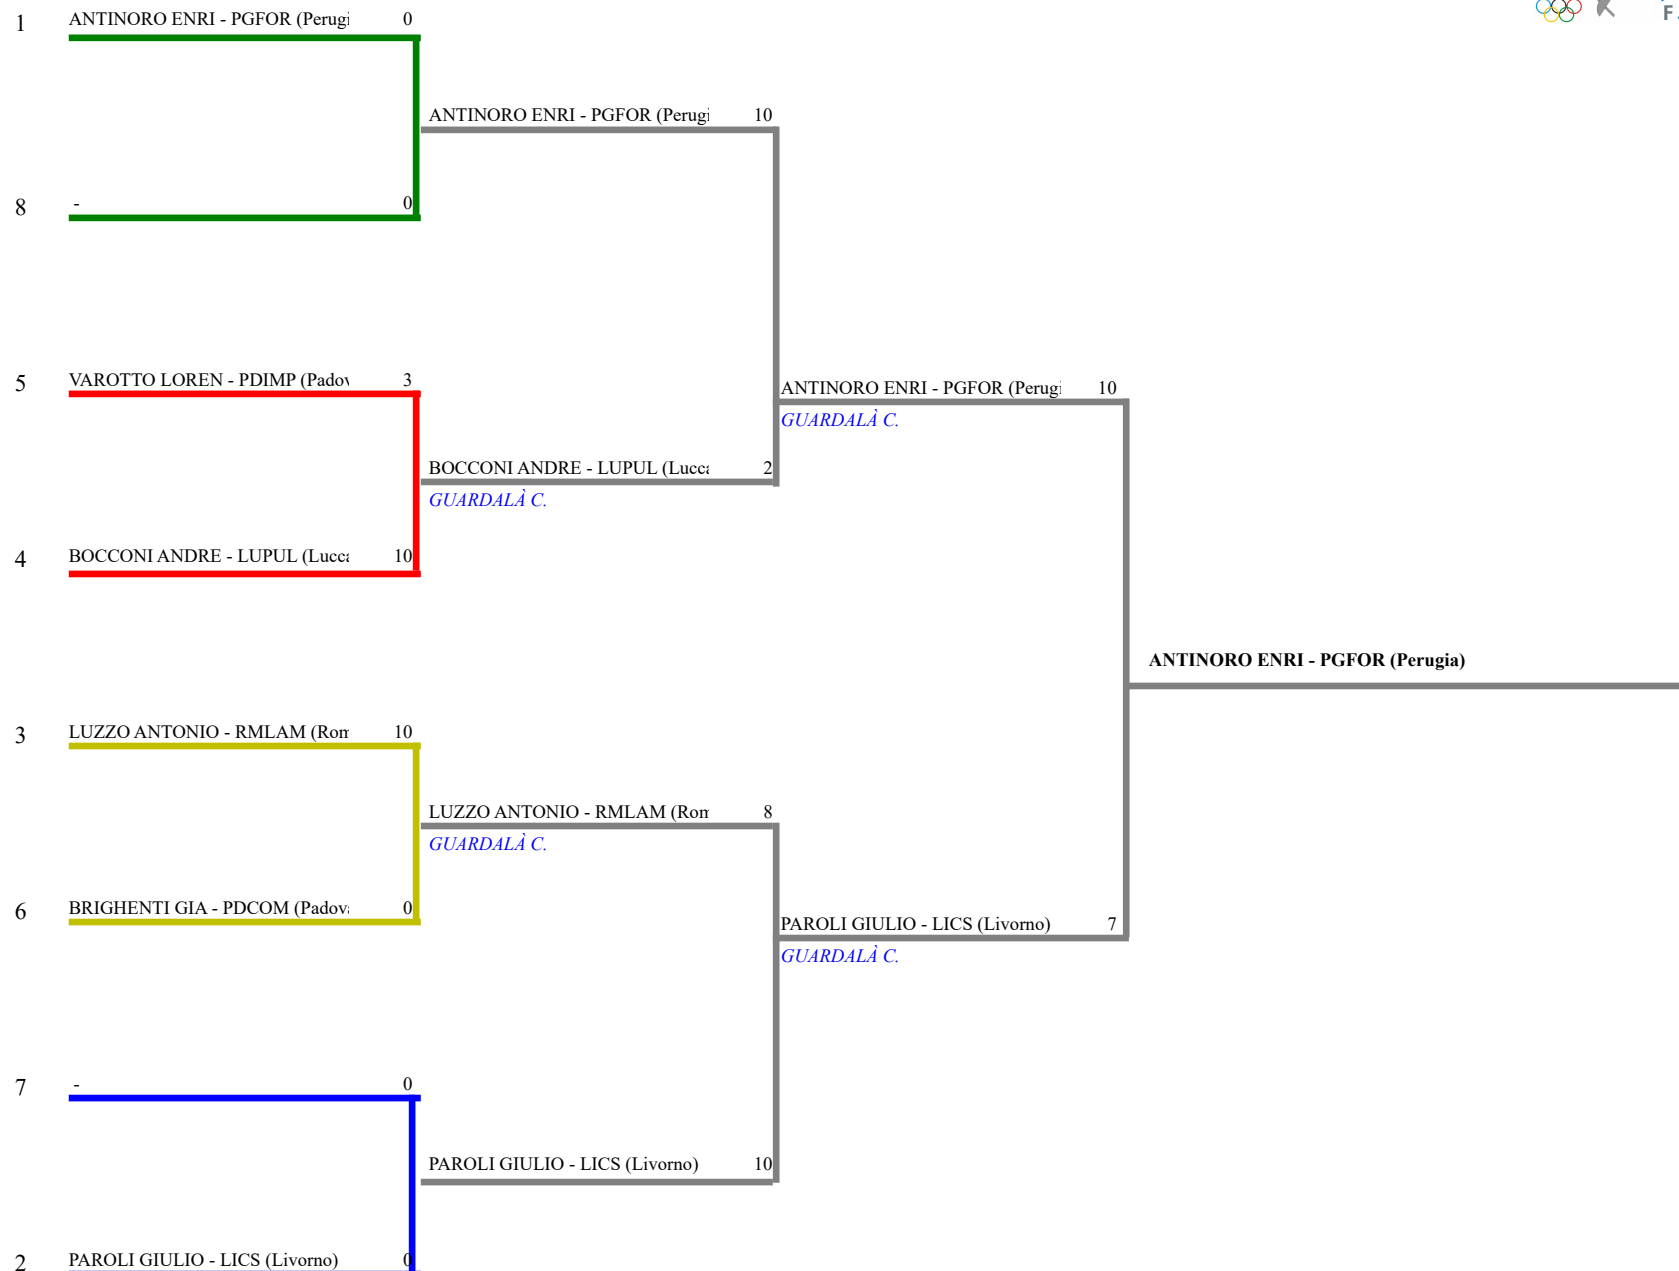 1 ANTINORO ENRI - PGFOR (Perugi 0
ANTINORO ENRI - PGFOR (Perugi 10
8 - 0
5 VAROTTO LOREN - PDIMP (Padov 3
ANTINORO ENRI - PGFOR (Perugi 10
GUARDALÀ C.
BOCCONI ANDRE - LUPUL (Lucca 2
GUARDALÀ C.
4 BOCCONI ANDRE - LUPUL (Lucca 10
ANTINORO ENRI - PGFOR (Perugia)
3 LUZZO ANTONIO - RMLAM (Rom 10
LUZZO ANTONIO - RMLAM (Rom 8
GUARDALÀ C.
6 BRIGHENTI GIA - PDCOM (Padova 0
PAROLI GIULIO - LICS (Livorno) 7
GUARDALÀ C.
7 - 0
PAROLI GIULIO - LICS (Livorno) 10
2 PAROLI GIULIO - LICS (Livorno) 0